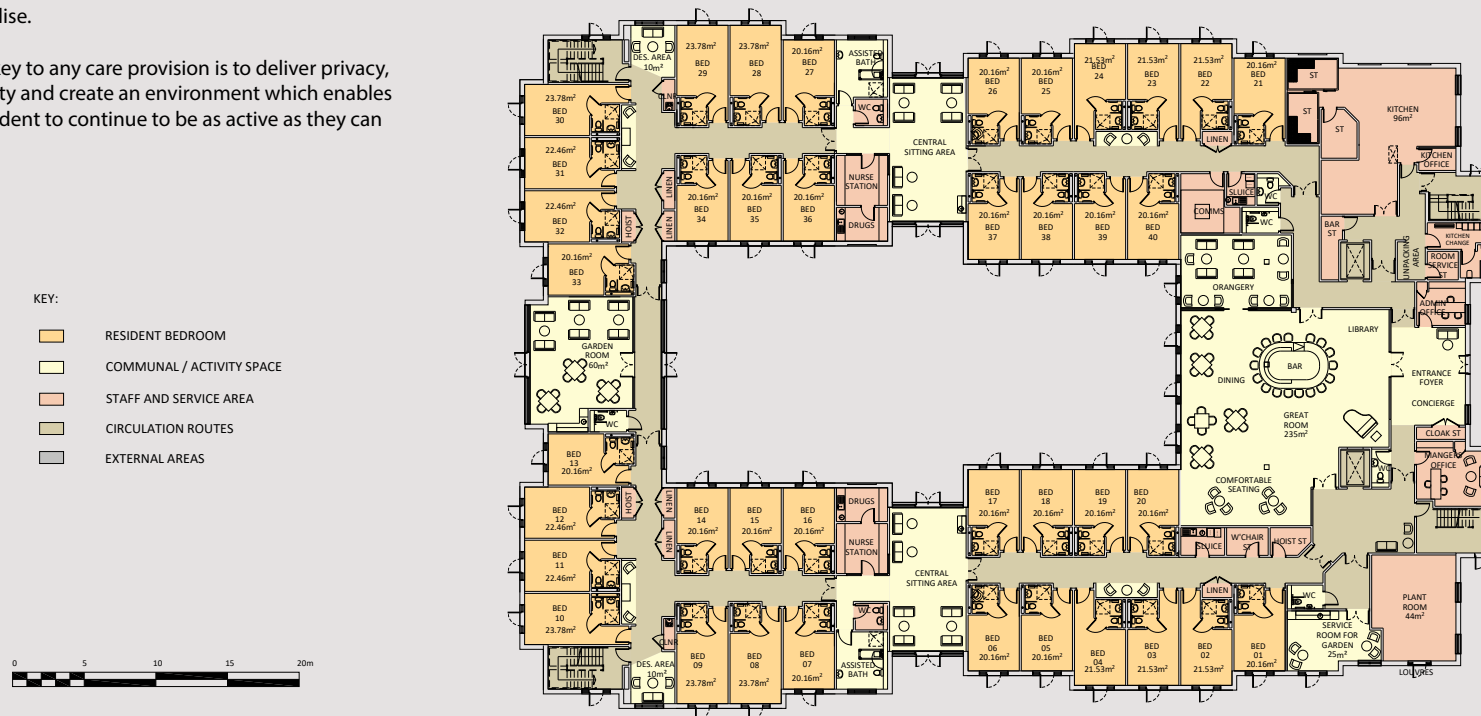 lise.
key to any care provision is to deliver privacy,
ity and create an environment which enables
dent to continue to be as active as they can
KEY:
RESIDENT BEDROOM
COMMUNAL / ACTIVITY SPACE
STAFF AND SERVICE AREA
CIRCULATION ROUTES
EXTERNAL AREAS
0 5 10 15 20m
DES. AREA
10m²
23.78m²
BED
29
23.78m²
BED
28
20.16m²
BED
27
ASSISTED
BATH
CLNR
WC
23.78m²
BED
30
22.46m²
BED
31
22.46m²
BED
32
20.16m²
BED
33
HOIST
LINEN
LINEN
20.16m²
BED
34
20.16m²
BED
35
20.16m²
BED
36
NURSE
STATION
DRUGS
CENTRAL
SITTING AREA
20.16m²
BED
26
20.16m²
BED
25
21.53m²
BED
24
21.53m²
BED
23
21.53m²
BED
22
20.16m²
BED
21
LINEN
ST
ST
ST
KITCHEN
96m²
KITCHEN
OFFICE
20.16m²
BED
37
20.16m²
BED
38
20.16m²
BED
39
20.16m²
BED
40
SLUICE
WC
COMMS
WC
BAR
ST
UNPACKING
AREA
KITCHEN
CHANGE
ROOM
SERVICE
ST
ADMIN
OFFICE
ORANGERY
LIBRARY
BAR
DINING
GREAT
ROOM
235m²
COMFORTABLE
SEATING
ENTRANCE
FOYER
CONCIERGE
CLOAK ST
MANGERS
OFFICE
WC
GARDEN
ROOM
60m²
WC
BED
13
20.16m²
BED
12
22.46m²
BED
11
22.46m²
BED
10
23.78m²
HOIST
LINEN
LINEN
BED
14
20.16m²
BED
15
20.16m²
BED
16
20.16m²
DRUGS
NURSE
STATION
CENTRAL
SITTING AREA
BED
17
20.16m²
BED
18
20.16m²
BED
19
20.16m²
BED
20
20.16m²
SLUICE
W'CHAIR
ST
HOIST ST
CLNR
DES. AREA
10m²
BED
09
23.78m²
BED
08
23.78m²
BED
07
20.16m²
WC
ASSISTED
BATH
BED
06
20.16m²
BED
05
20.16m²
BED
04
21.53m²
BED
03
21.53m²
LINEN
BED
02
21.53m²
BED
01
20.16m²
WC
SERVICE
ROOM FOR
GARDEN
25m²
PLANT
ROOM
44m²
LOUVRES